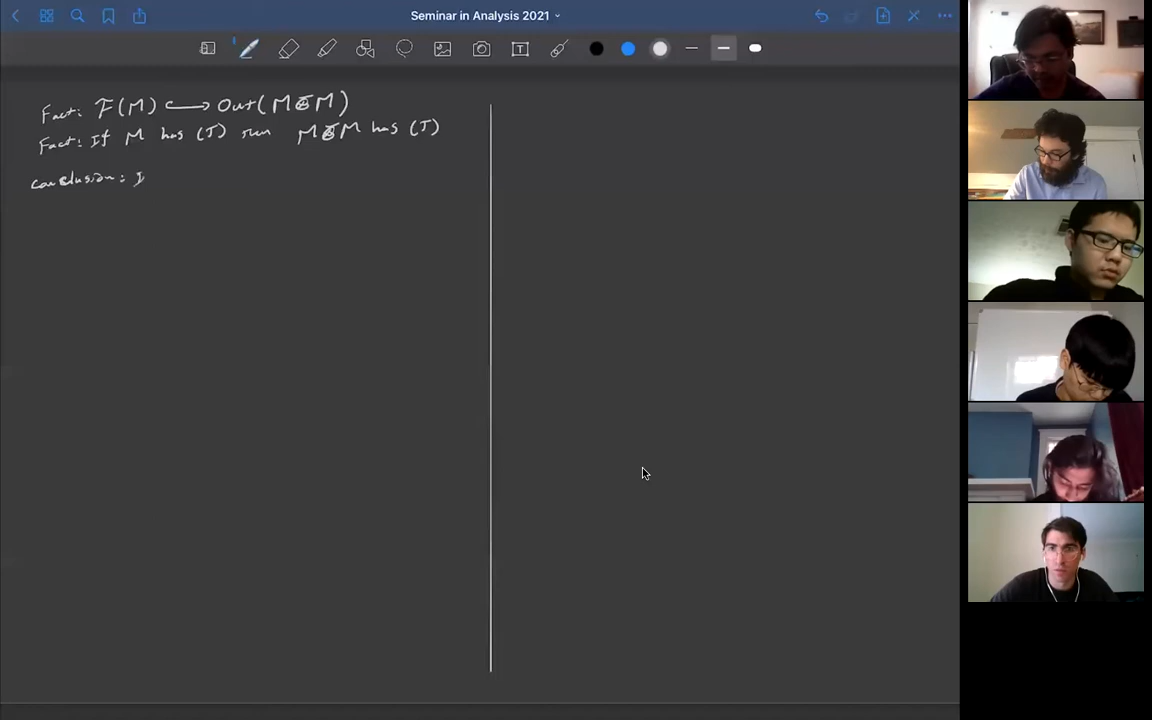 Seminar in Analysis 2021
Fact: F(M) ↪ Out(M ⊗̄ M)
Fact: If M has (T) then M ⊗̄ M has (T)
conclusion: I